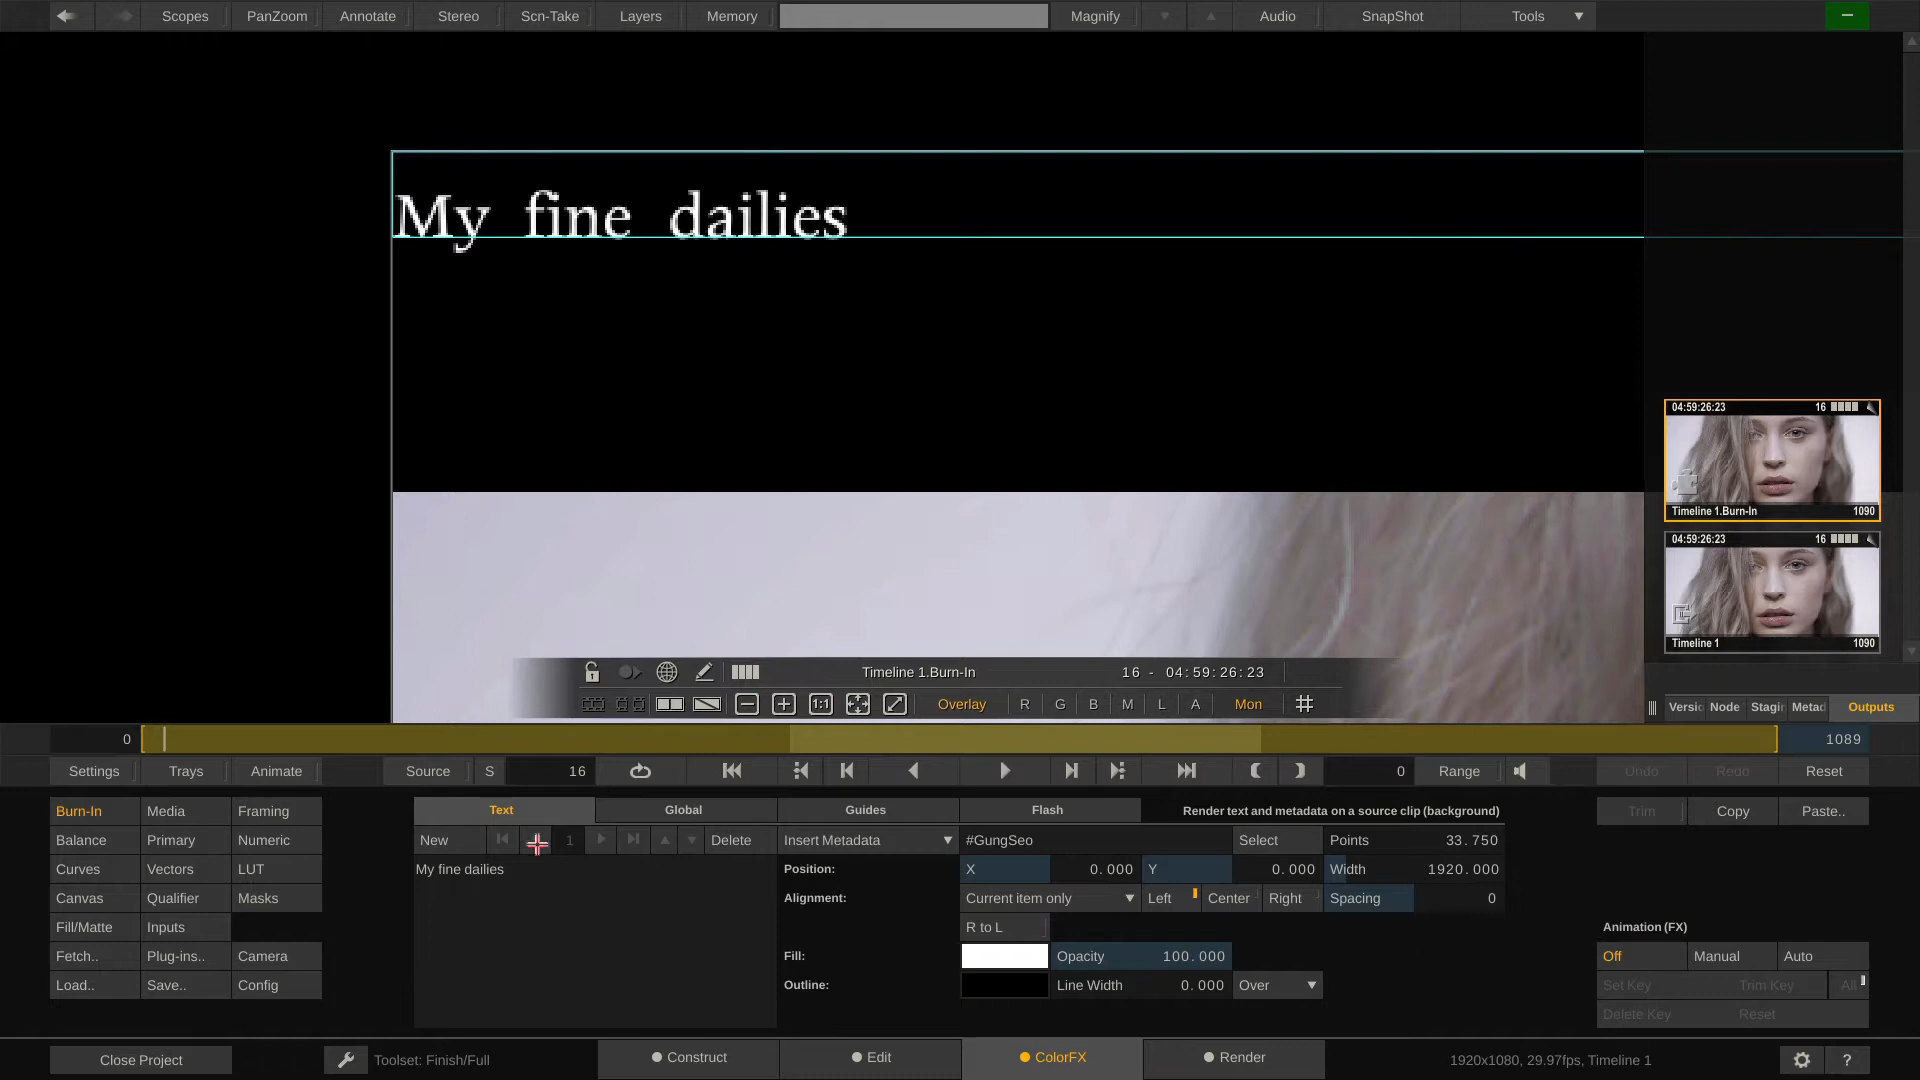 Scopes PanZoom Annotate Stereo Scn-Take Layers Memory Magnify Audio SnapShot Tools
My fine dailies
04:59:26:23 16
Timeline 1.Burn-In 1090
04:59:26:23 16
Timeline 1 1090
Timeline 1.Burn-In 16 - 04:59:26:23
1:1 Overlay R G B M L A Mon
Versio Node Stagin Metad Outputs
0 1089
Settings Trays Animate Source S 16 0 Range Undo Redo Reset
Burn-In Media Framing Text Global Guides Flash Render text and metadata on a source clip (background) Trim Copy Paste..
Balance Primary Numeric New 1 Delete Insert Metadata #GungSeo Select Points 33.750
Curves Vectors LUT My fine dailies Position: X 0.000 Y 0.000 Width 1920.000
Canvas Qualifier Masks Alignment: Current item only Left Center Right Spacing 0
Fill/Matte Inputs R to L Animation (FX)
Fetch.. Plug-ins.. Camera Fill: Opacity 100.000 Off Manual Auto
Load.. Save.. Config Outline: Line Width 0.000 Over Set Key Trim Key All
Delete Key Reset
Close Project Toolset: Finish/Full Construct Edit ColorFX Render 1920x1080, 29.97fps, Timeline 1 ?